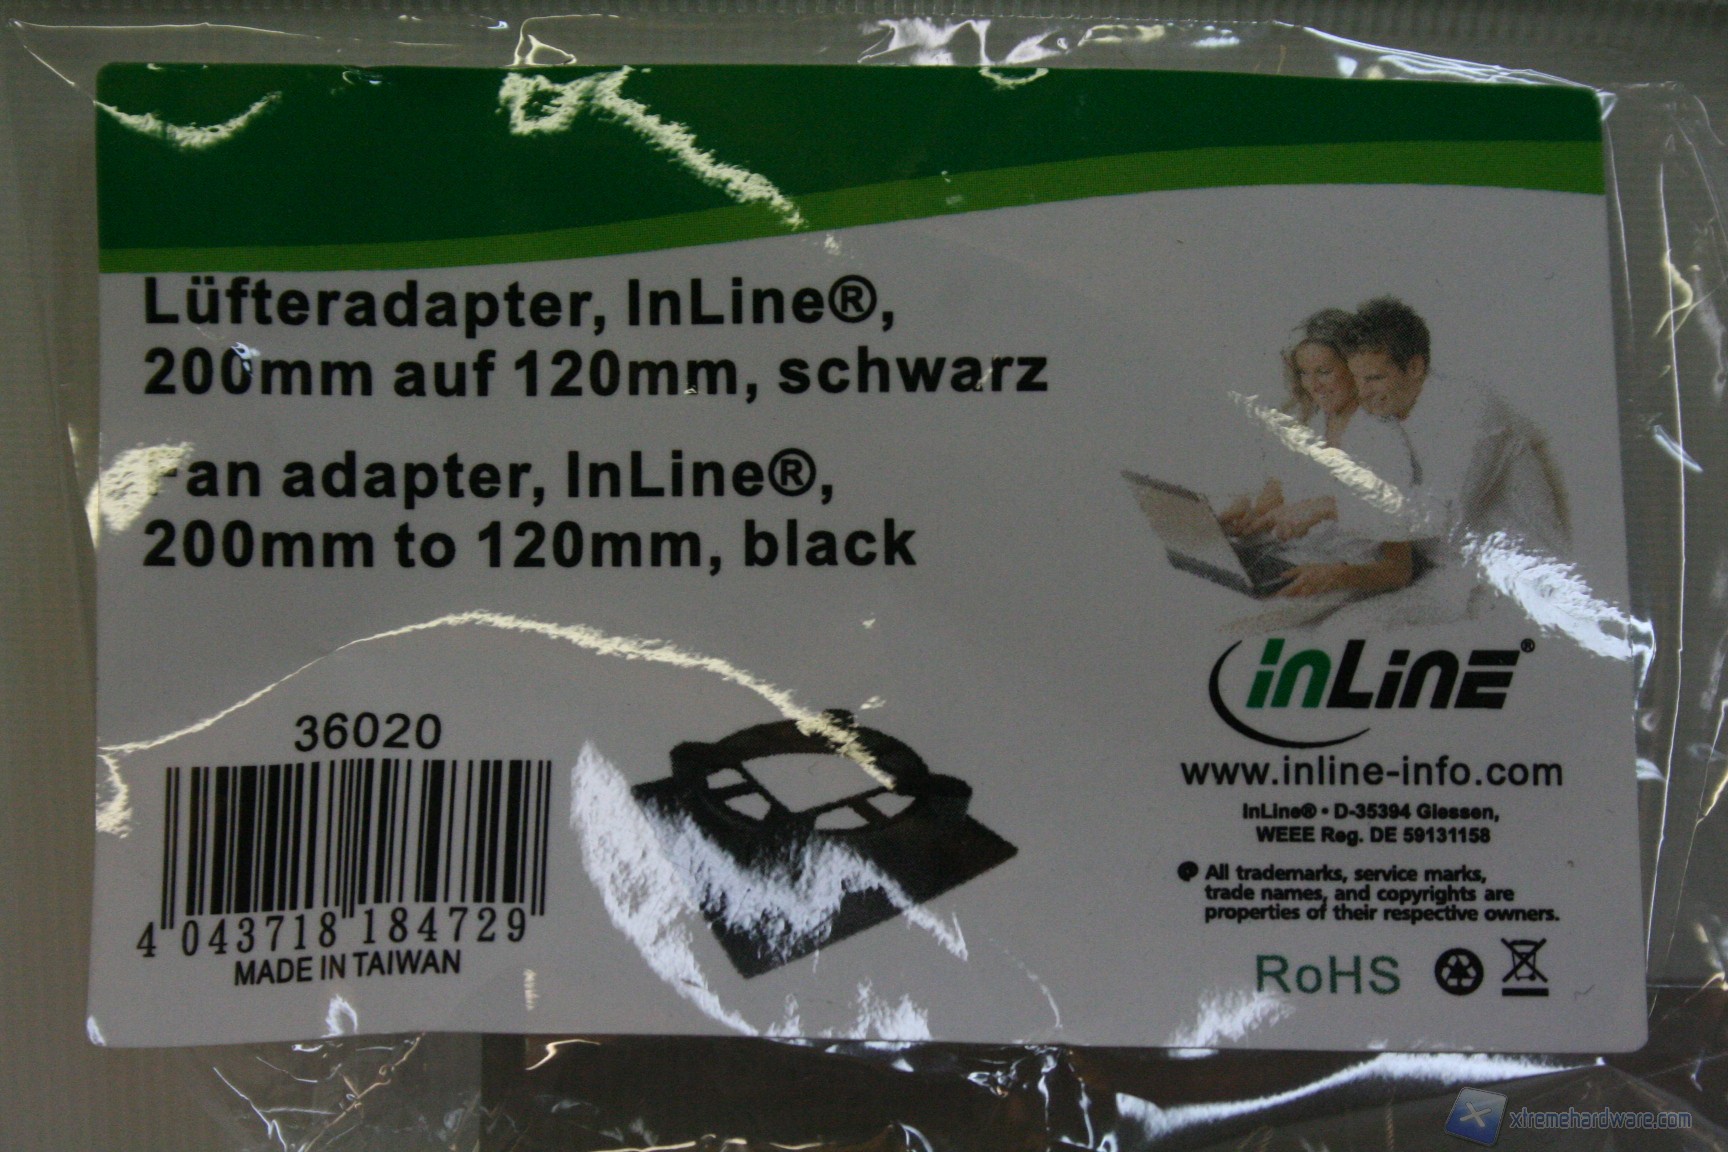 Lüfteradapter, InLine®,
200mm auf 120mm, schwarz
Fan adapter, InLine®,
200mm to 120mm, black
36020
4 043718 184729
MADE IN TAIWAN
inLine®
www.inline-info.com
InLine® • D-35394 Giessen,
WEEE Reg. DE 59131158
All trademarks, service marks,
trade names, and copyrights are
properties of their respective owners.
RoHS
xtremehardware.com